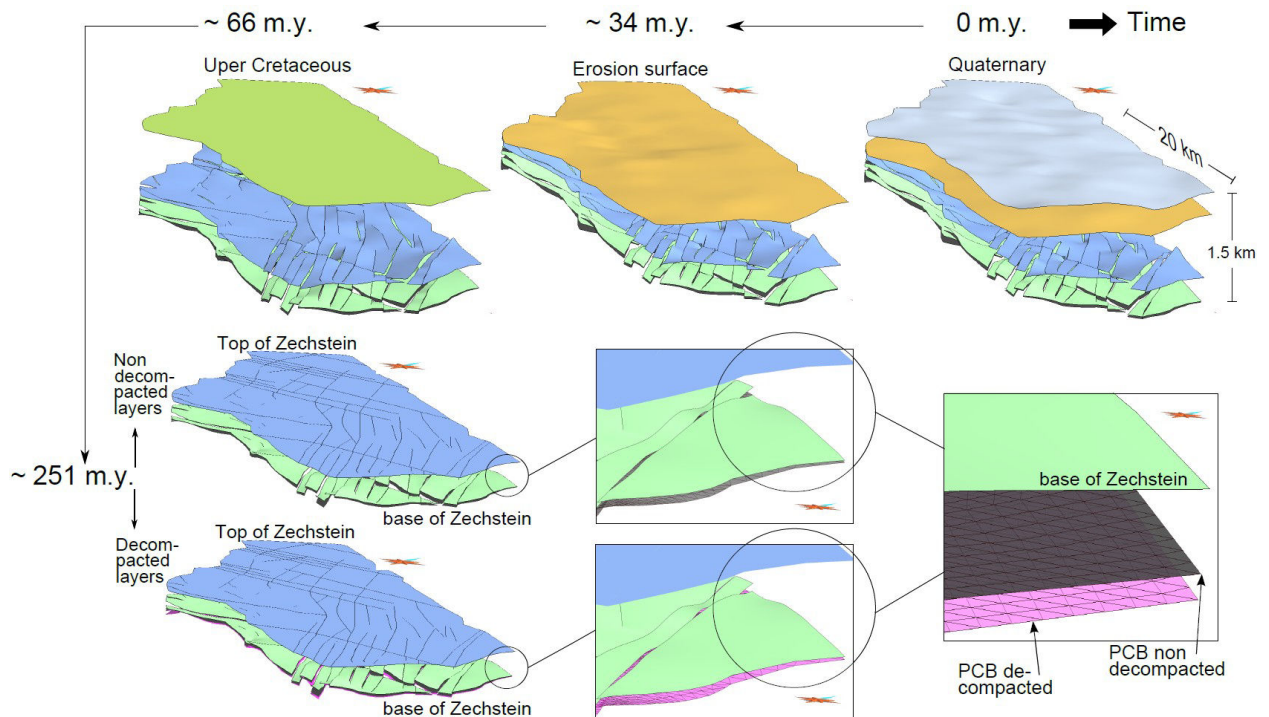 ~ 66 m.y.
~ 34 m.y.
0 m.y.
Time
Uper Cretaceous
Erosion surface
Quaternary
20 km
1.5 km
Top of Zechstein
Non
decom-
pacted
layers
~ 251 m.y.
base of Zechstein
Decom-
pacted
layers
Top of Zechstein
base of Zechstein
base of Zechstein
PCB de-
compacted
PCB non
decompacted